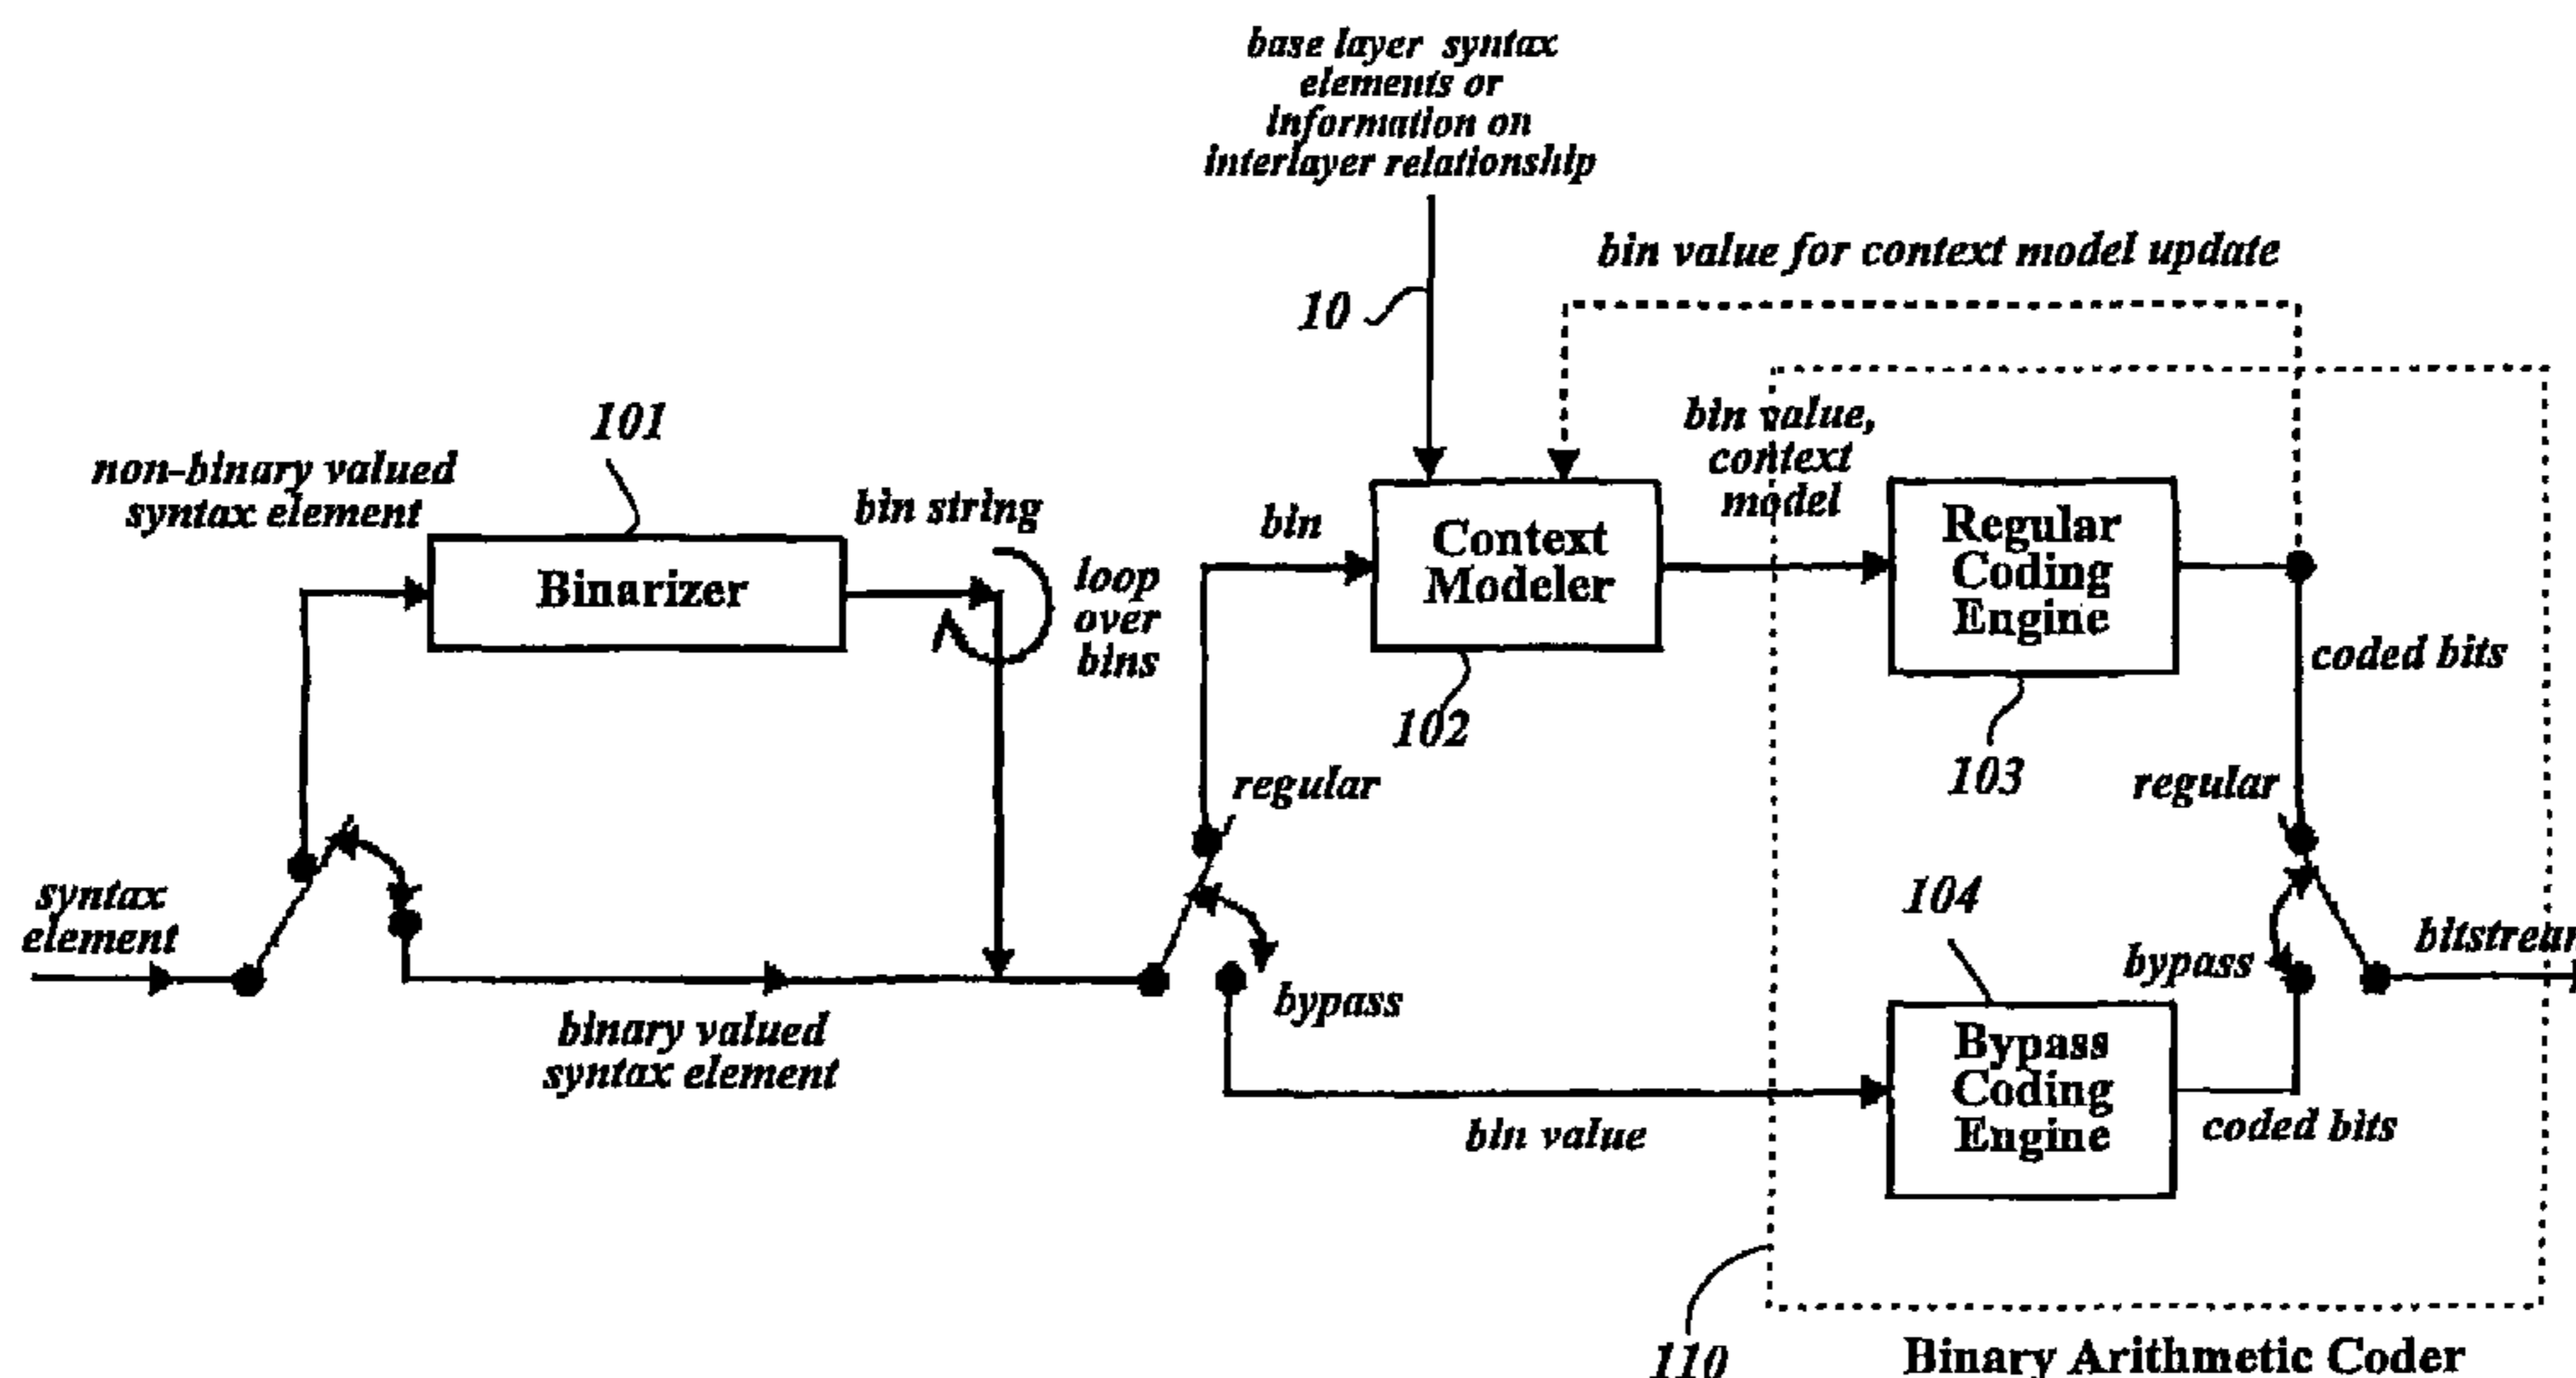 base layer syntax
elements or
information on
interlayer relationship
10
bin value for context model update
101
non-binary valued
syntax element
Binarizer
bin string
loop
over
bins
bin
Context
Modeler
102
bin value,
context
model
Regular
Coding
Engine
103
coded bits
regular
regular
syntax
element
binary valued
syntax element
bypass
bin value
104
Bypass
Coding
Engine
bypass
coded bits
110
Binary Arithmetic Coder